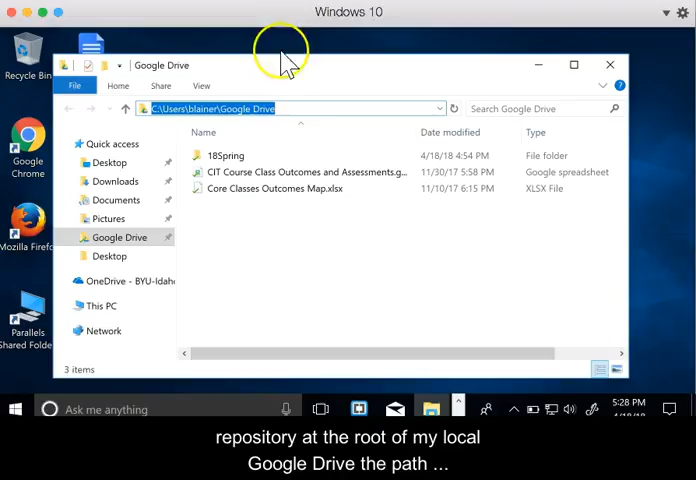 Windows 10
Recycle Bin
Google
Chrome
Mozilla Firefo
Parallels
Shared Folde
Google Drive
File
Home
Share
View
C:\Users\blainer\Google Drive
Search Google Drive
Name
Date modified
Type
Quick access
Desktop
Downloads
Documents
Pictures
Google Drive
Desktop
OneDrive - BYU-Idaho
This PC
Network
18Spring
4/18/18 4:54 PM
File folder
CIT Course Class Outcomes and Assessments.g...
11/30/17 5:58 PM
Google spreadsheet
Core Classes Outcomes Map.xlsx
11/10/17 6:15 PM
XLSX File
3 items
Ask me anything
5:28 PM
4/18/18
repository at the root of my local
Google Drive the path ...